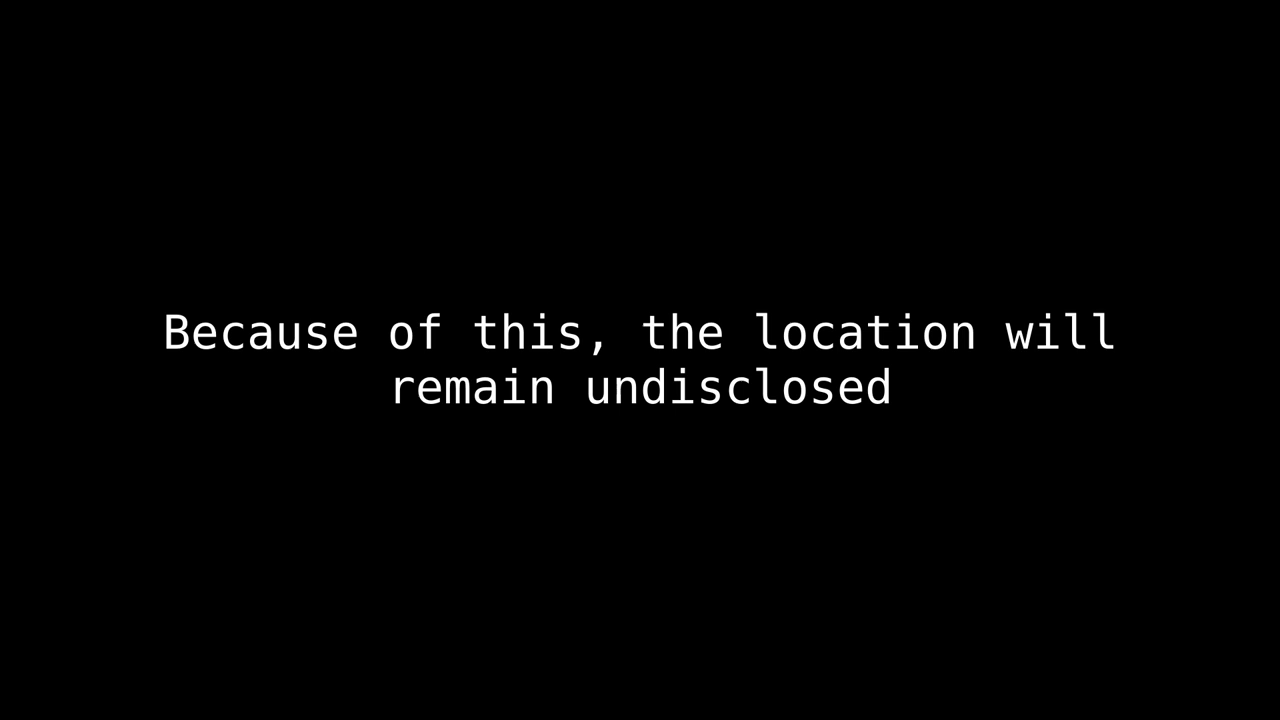 Because of this, the location will
remain undisclosed